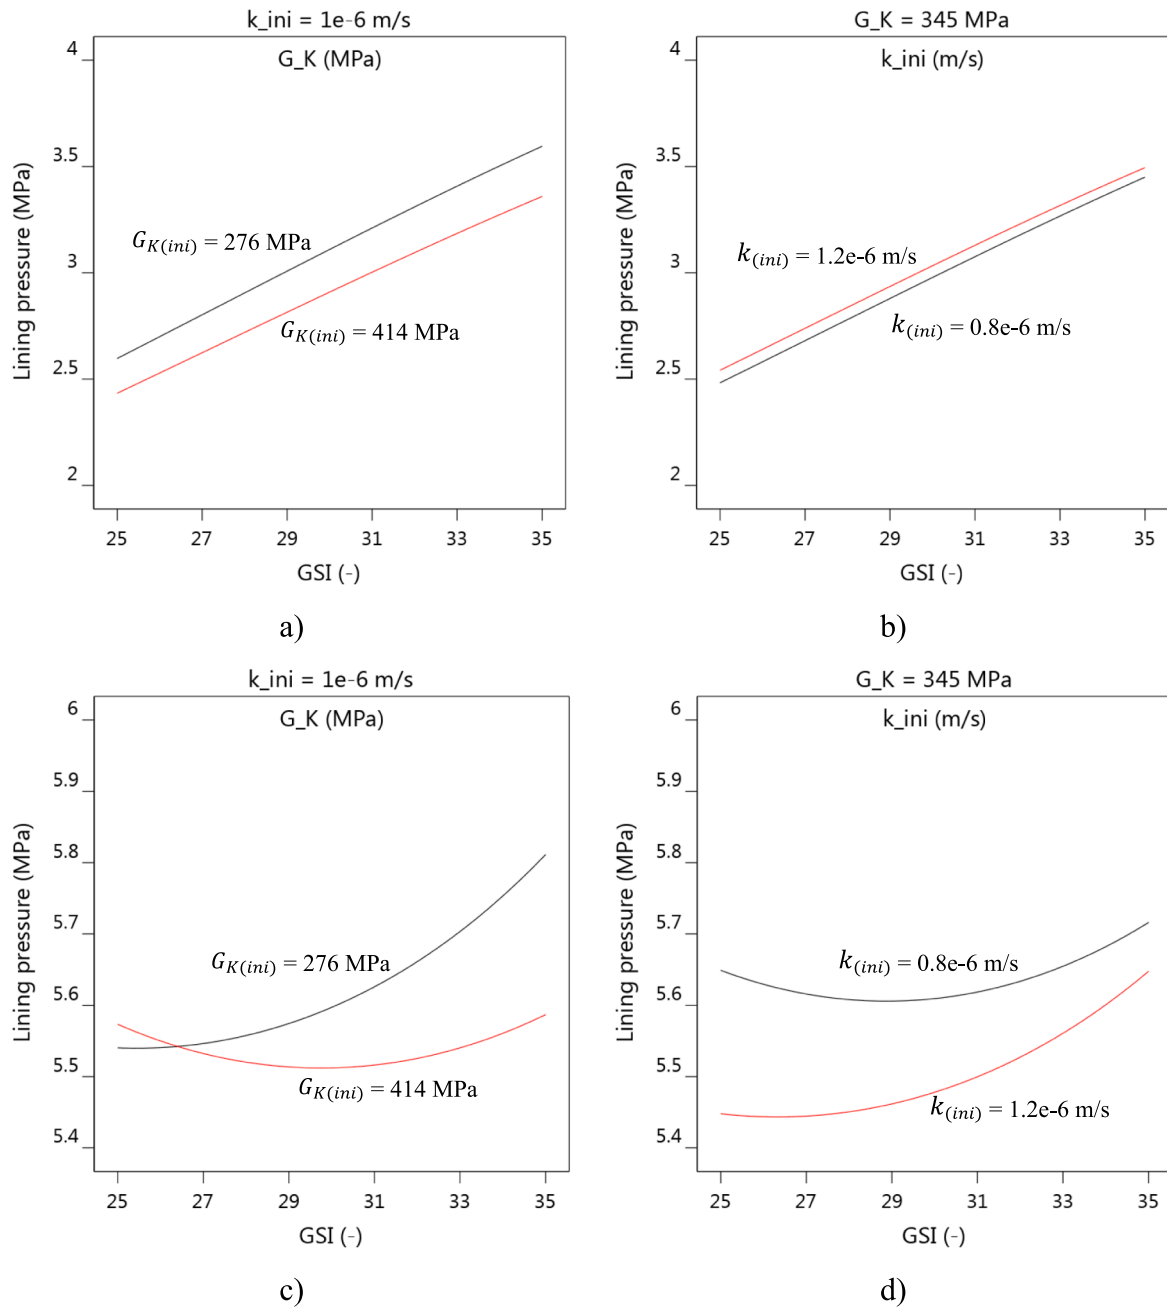 k_ini = 1e-6 m/s
G_K (MPa)
4
3.5
3
2.5
2
Lining pressure (MPa)
G_{K(ini)} = 276 MPa
G_{K(ini)} = 414 MPa
25 27 29 31 33 35
GSI (-)
a)
G_K = 345 MPa
k_ini (m/s)
4
3.5
3
2.5
2
Lining pressure (MPa)
k_{(ini)} = 1.2e-6 m/s
k_{(ini)} = 0.8e-6 m/s
25 27 29 31 33 35
GSI (-)
b)
k_ini = 1e-6 m/s
G_K (MPa)
6
5.9
5.8
5.7
5.6
5.5
5.4
Lining pressure (MPa)
G_{K(ini)} = 276 MPa
G_{K(ini)} = 414 MPa
25 27 29 31 33 35
GSI (-)
c)
G_K = 345 MPa
k_ini (m/s)
6
5.9
5.8
5.7
5.6
5.5
5.4
Lining pressure (MPa)
k_{(ini)} = 0.8e-6 m/s
k_{(ini)} = 1.2e-6 m/s
25 27 29 31 33 35
GSI (-)
d)